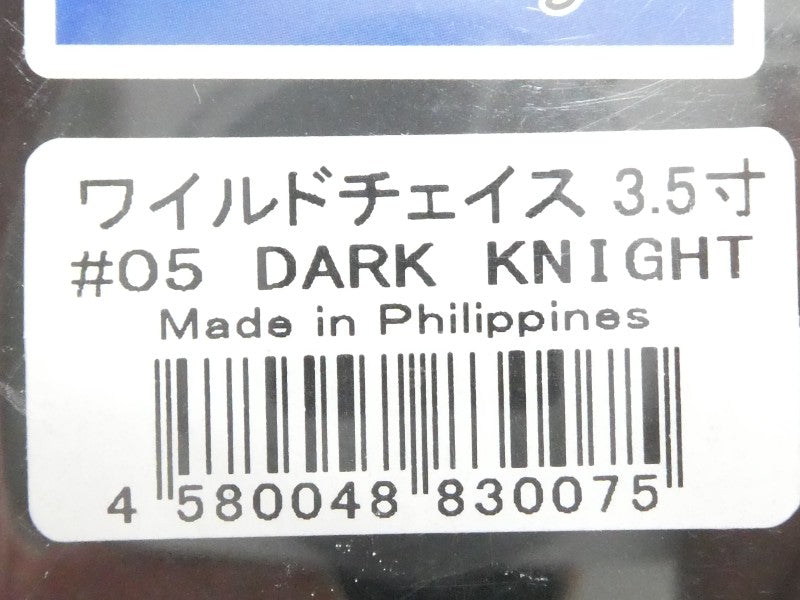 ワイルドチェイス 3.5寸
#05 DARK KNIGHT
Made in Philippines
4 580048 830075